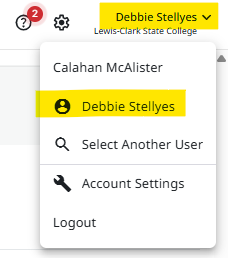 2
Debbie Stellyes
Lewis-Clark State College
Calahan McAlister
Debbie Stellyes
Select Another User
Account Settings
Logout